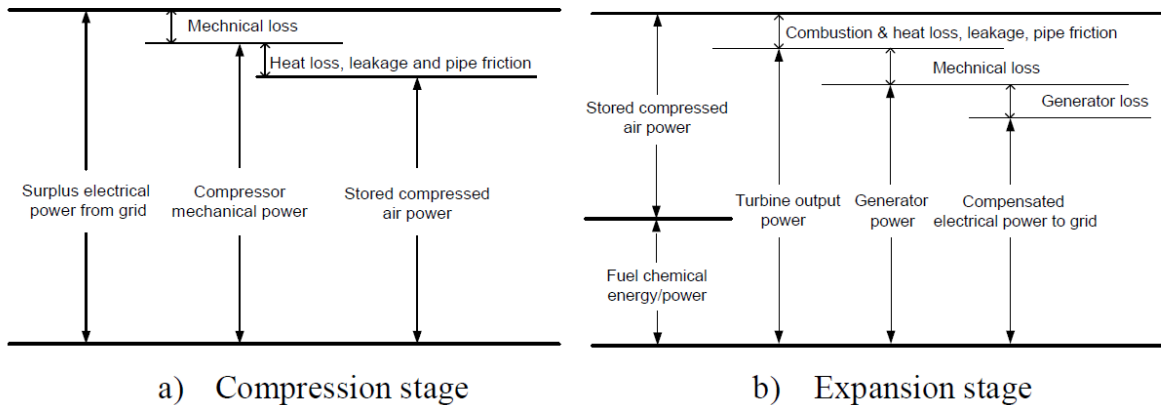 Mechnical loss
Heat loss, leakage and pipe friction
Surplus electrical
power from grid
Compressor
mechanical power
Stored compressed
air power
a) Compression stage
Combustion & heat loss, leakage, pipe friction
Mechnical loss
Generator loss
Stored compressed
air power
Turbine output
power
Generator
power
Compensated
electrical power to grid
Fuel chemical
energy/power
b) Expansion stage